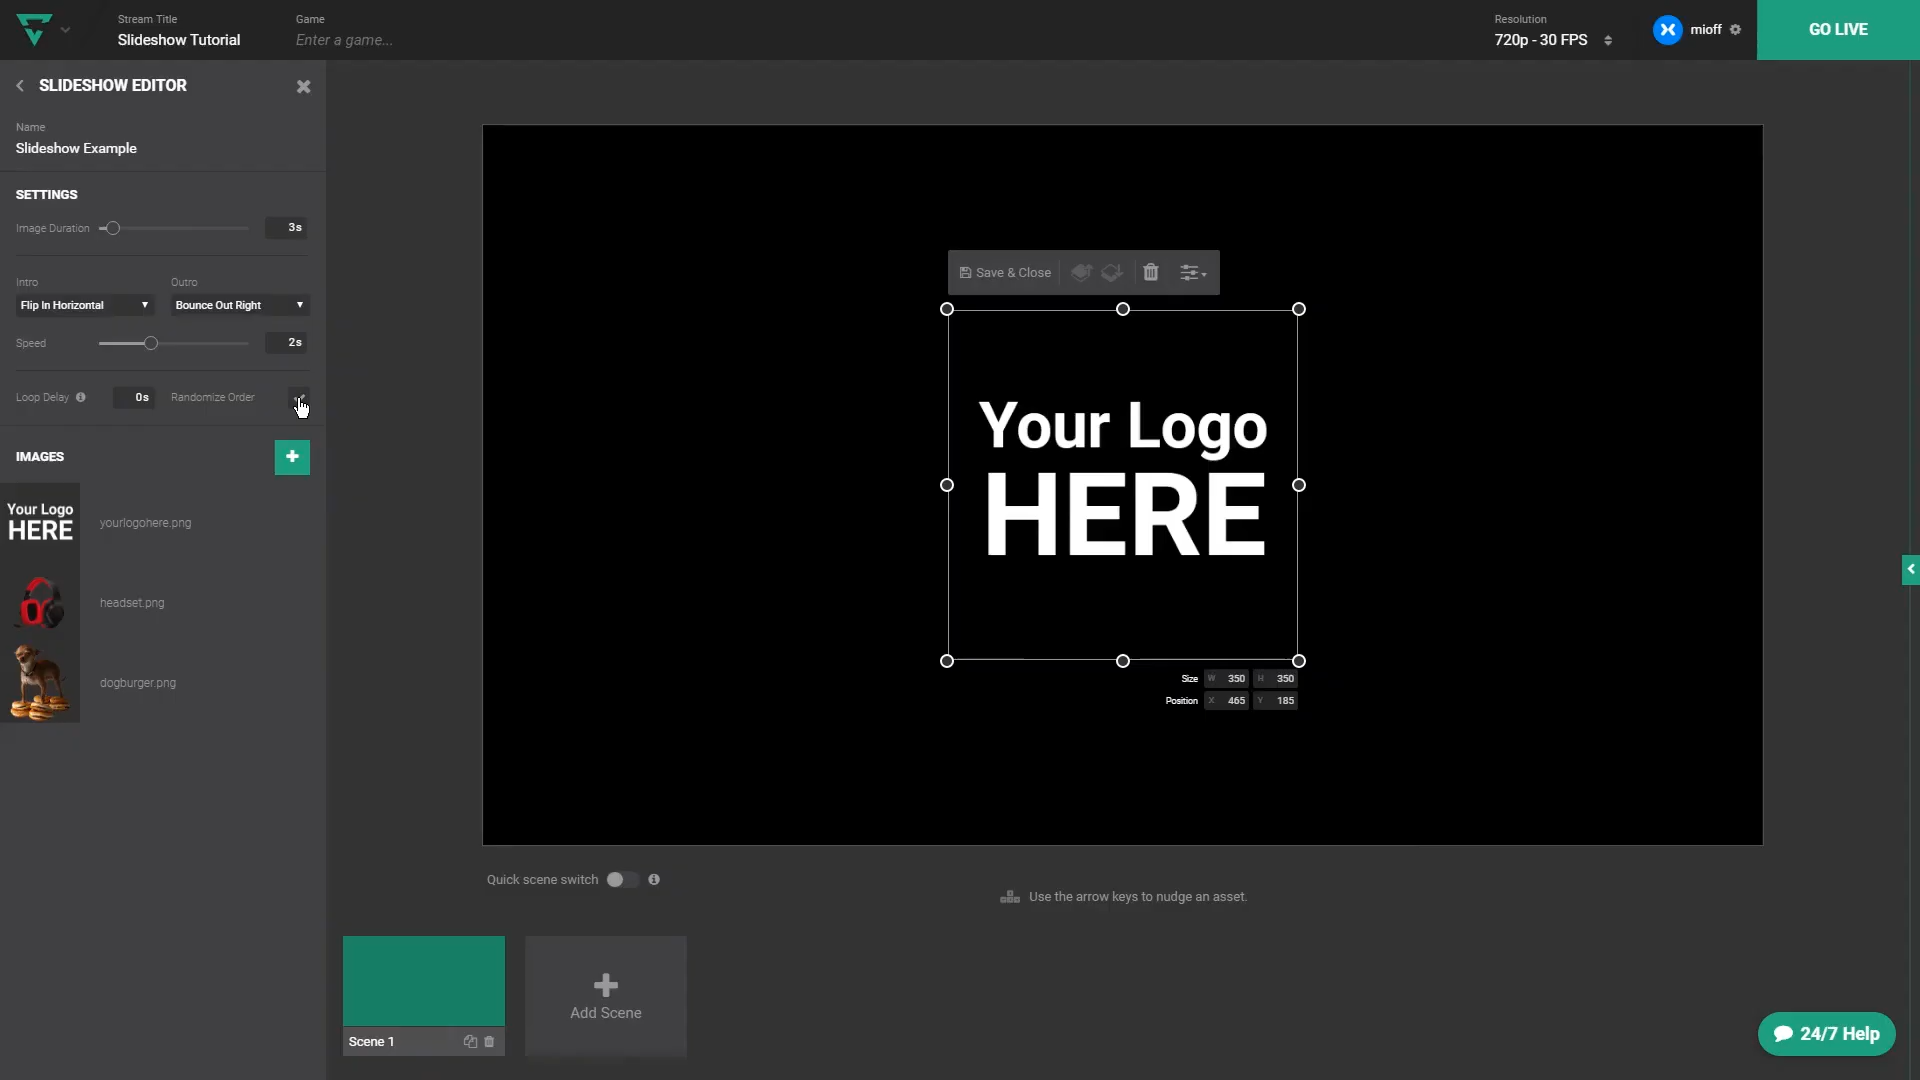 Stream Title
Slideshow Tutorial
Game
Enter a game...
Resolution
720p - 30 FPS
mioff
GO LIVE
SLIDESHOW EDITOR
Name
Slideshow Example
SETTINGS
Image Duration
3s
Intro
Outro
Flip In Horizontal
Bounce Out Right
Speed
2s
Loop Delay
0s
Randomize Order
IMAGES
Your Logo
HERE
yourlogohere.png
headset.png
dogburger.png
Save & Close
Your Logo
HERE
Size W 350 H 350
Position X 465 Y 185
Quick scene switch
Use the arrow keys to nudge an asset.
Scene 1
Add Scene
24/7 Help